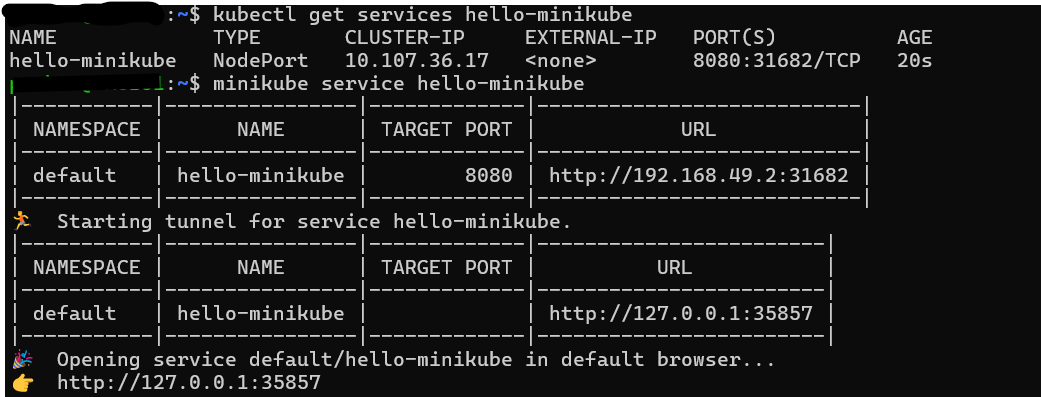 :~$ kubectl get services hello-minikube
NAME TYPE CLUSTER-IP EXTERNAL-IP PORT(S) AGE
hello-minikube NodePort 10.107.36.17 <none> 8080:31682/TCP 20s
:~$ minikube service hello-minikube
|-----------|----------------|-------------|---------------------------|
| NAMESPACE | NAME | TARGET PORT | URL |
|-----------|----------------|-------------|---------------------------|
| default | hello-minikube | 8080 | http://192.168.49.2:31682 |
|-----------|----------------|-------------|---------------------------|
🏃 Starting tunnel for service hello-minikube.
|-----------|----------------|-------------|------------------------|
| NAMESPACE | NAME | TARGET PORT | URL |
|-----------|----------------|-------------|------------------------|
| default | hello-minikube | | http://127.0.0.1:35857 |
|-----------|----------------|-------------|------------------------|
🎉 Opening service default/hello-minikube in default browser...
👉 http://127.0.0.1:35857